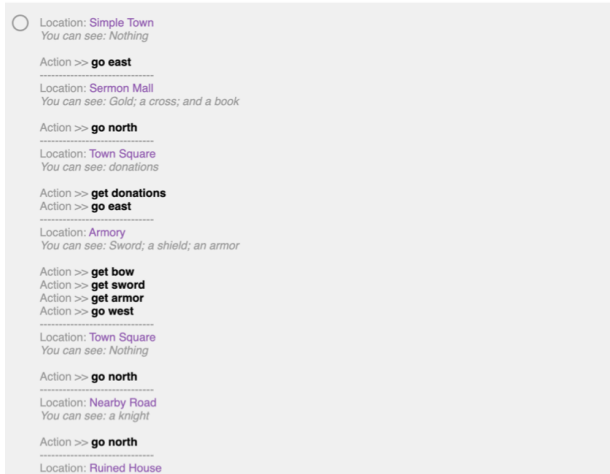 Location: Simple Town
You can see: Nothing
Action >> go east
------------------------------
Location: Sermon Mall
You can see: Gold; a cross; and a book
Action >> go north
------------------------------
Location: Town Square
You can see: donations
Action >> get donations
Action >> go east
------------------------------
Location: Armory
You can see: Sword; a shield; an armor
Action >> get bow
Action >> get sword
Action >> get armor
Action >> go west
------------------------------
Location: Town Square
You can see: Nothing
Action >> go north
------------------------------
Location: Nearby Road
You can see: a knight
Action >> go north
------------------------------
Location: Ruined House